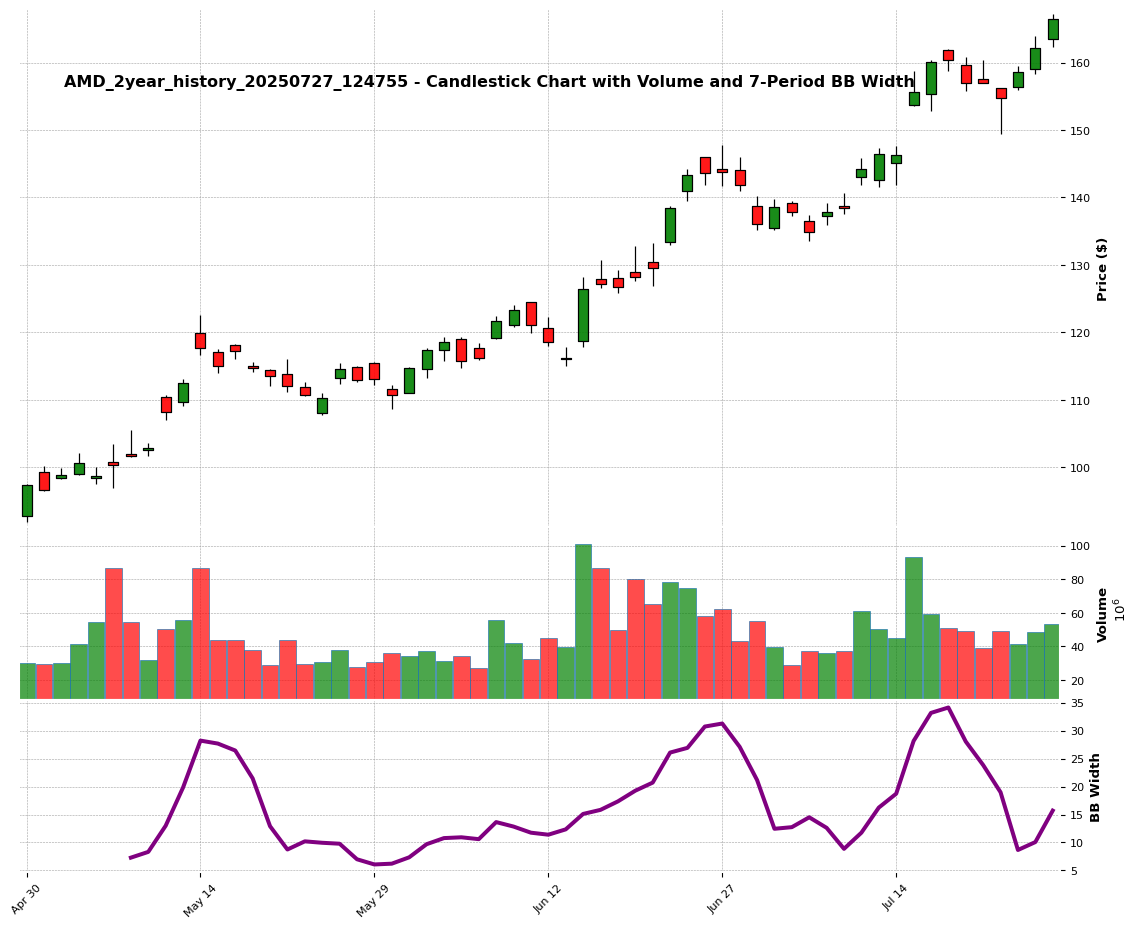 AMD_2year_history_20250727_124755 - Candlestick Chart with Volume and 7-Period BB Width
160
150
140
130
120
110
100
Price ($)
100
80
60
40
20
Volume
10^6
35
30
25
20
15
10
5
BB Width
Apr 30
May 14
May 29
Jun 12
Jun 27
Jul 14